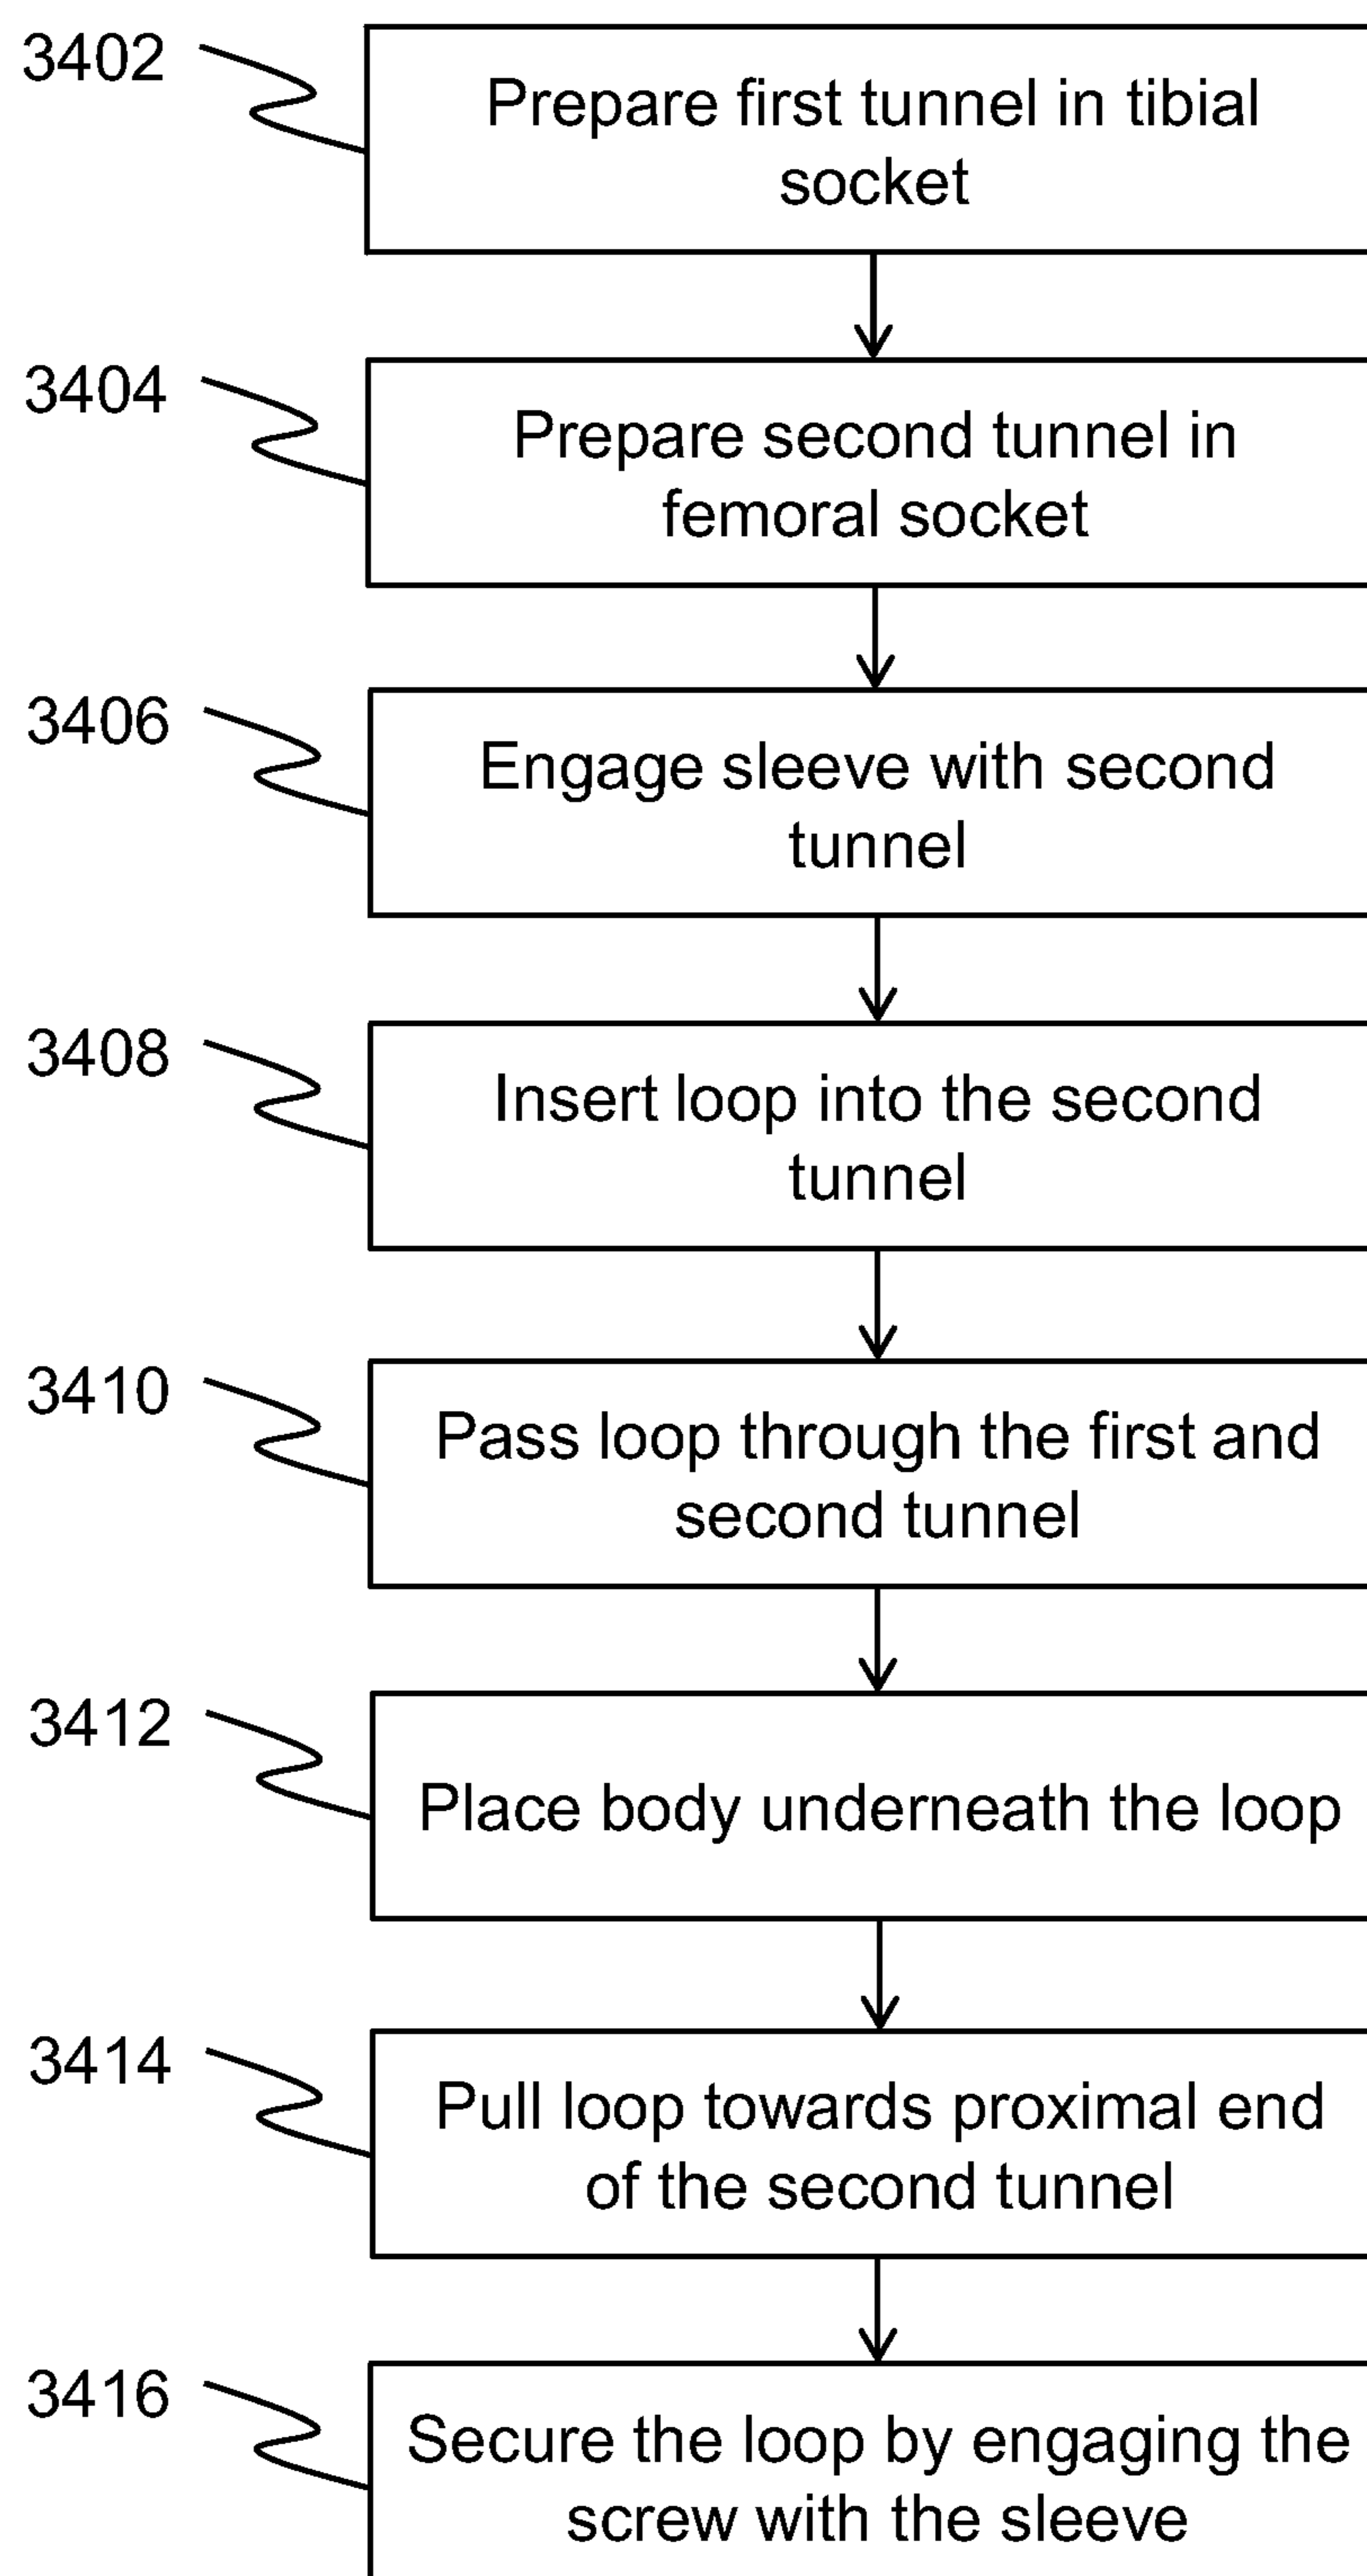 3402
Prepare first tunnel in tibial
socket
3404
Prepare second tunnel in
femoral socket
3406
Engage sleeve with second
tunnel
3408
Insert loop into the second
tunnel
3410
Pass loop through the first and
second tunnel
3412
Place body underneath the loop
3414
Pull loop towards proximal end
of the second tunnel
3416
Secure the loop by engaging the
screw with the sleeve